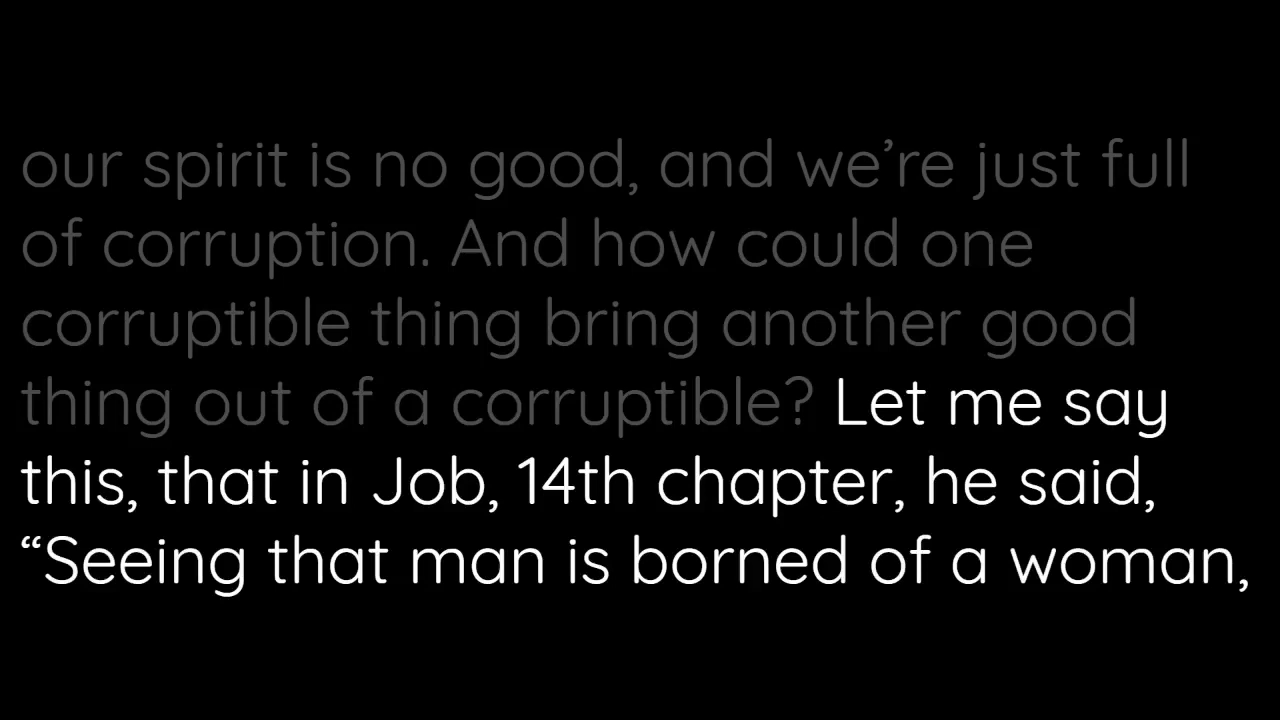 our spirit is no good, and we’re just full
of corruption. And how could one
corruptible thing bring another good
thing out of a corruptible? Let me say
this, that in Job, 14th chapter, he said,
“Seeing that man is borned of a woman,